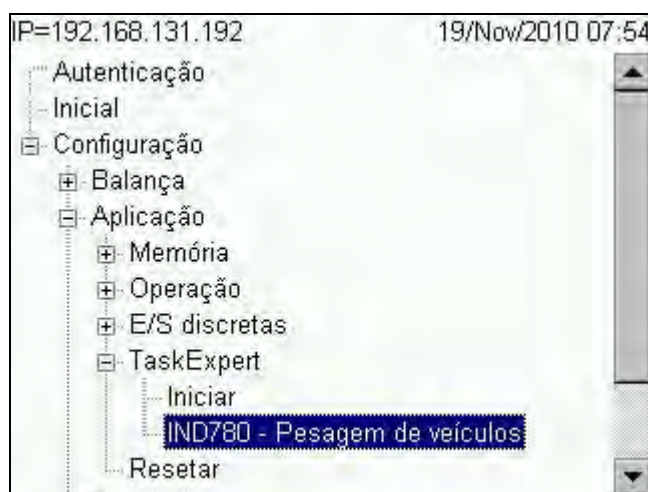 IP=192.168.131.192 19/Nov/2010 07:54
Autenticação
Inicial
Configuração
Balança
Aplicação
Memória
Operação
E/S discretas
TaskExpert
Iniciar
IND780 - Pesagem de veículos
Resetar